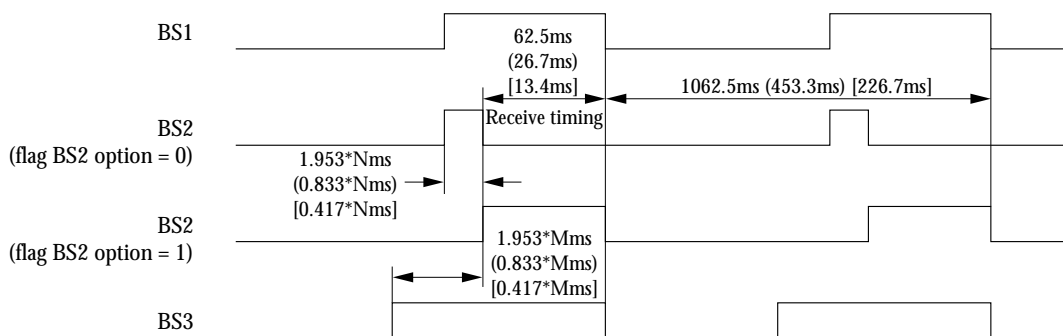 BS1
62.5ms
(26.7ms)
[13.4ms]
1062.5ms (453.3ms) [226.7ms]
Receive timing
BS2
(flag BS2 option = 0)
1.953*Nms
(0.833*Nms)
[0.417*Nms]
BS2
(flag BS2 option = 1)
1.953*Mms
(0.833*Mms)
[0.417*Mms]
BS3